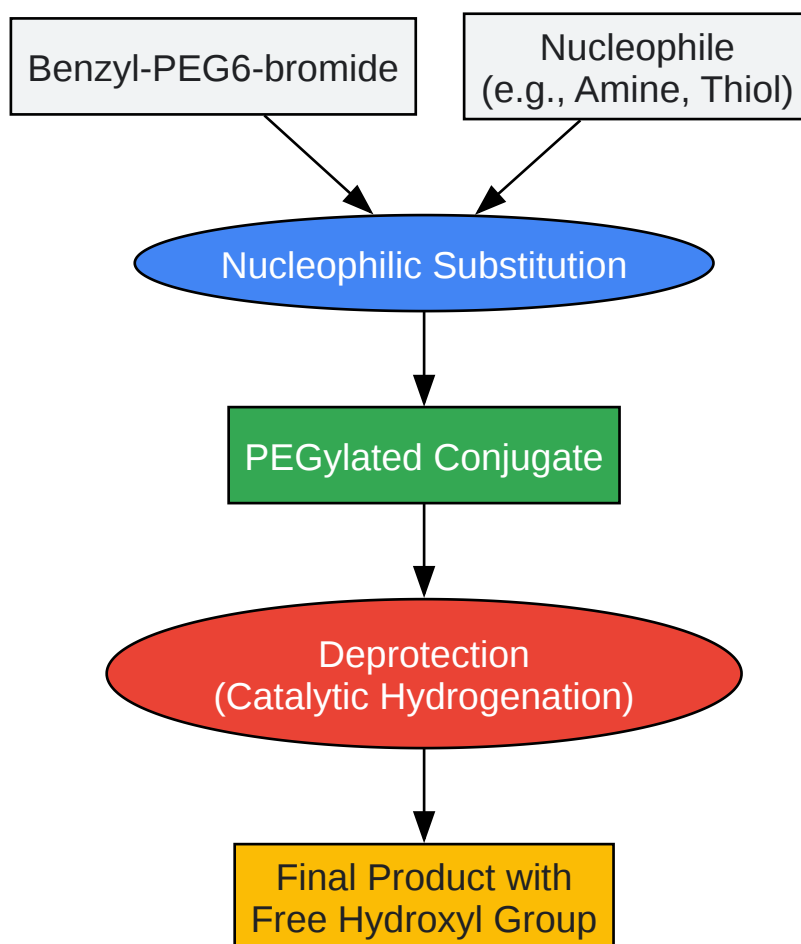 Benzyl-PEG6-bromide
Nucleophile
(e.g., Amine, Thiol)
Nucleophilic Substitution
PEGylated Conjugate
Deprotection
(Catalytic Hydrogenation)
Final Product with
Free Hydroxyl Group